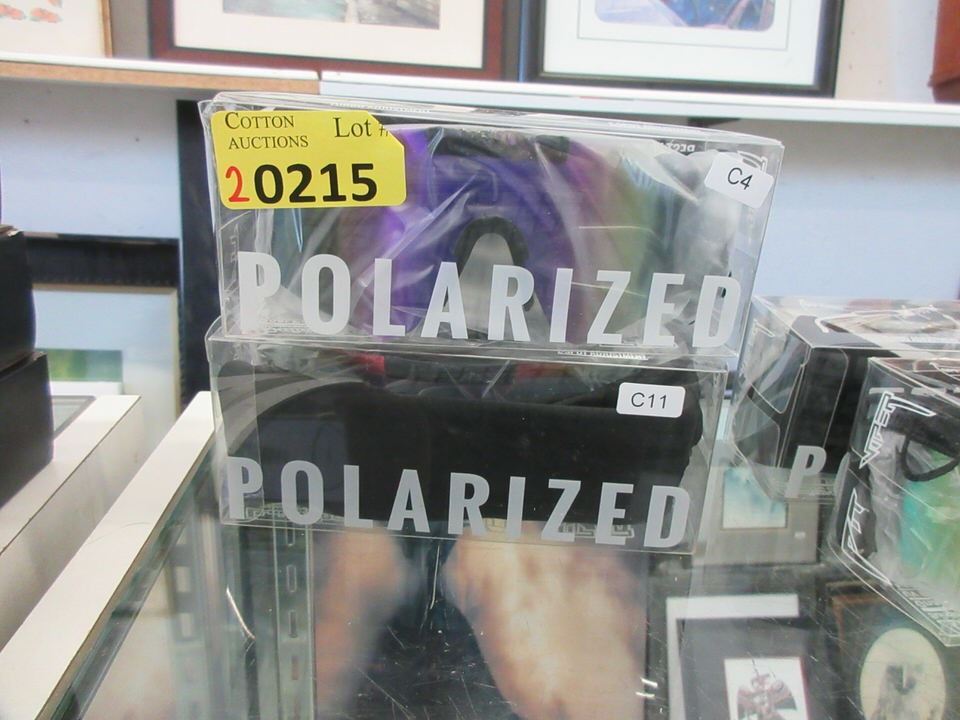 COTTON
AUCTIONS
Lot #
20215
C4
POLARIZED
C11
POLARIZED
P